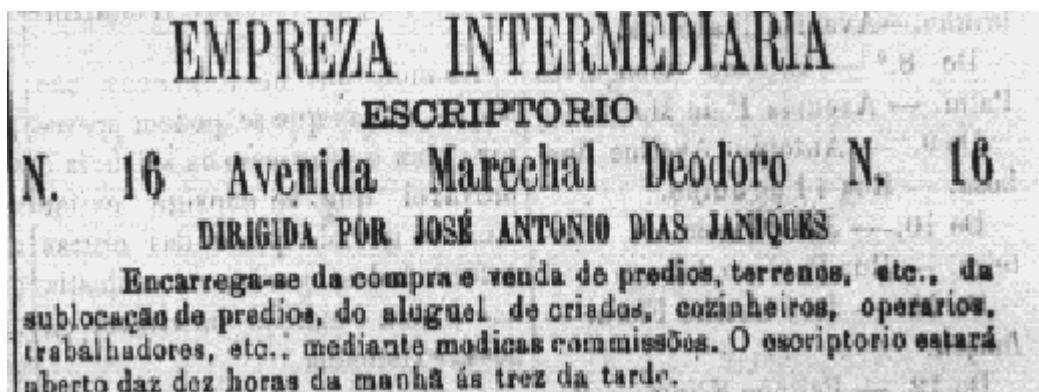 EMPREZA INTERMEDIARIA
ESCRIPTORIO
N. 16 Avenida Marechal Deodoro N. 16
DIRIGIDA POR JOSÉ ANTONIO DIAS JANIQUES
Encarrega-se da compra e venda de predios, terrenos, etc., da
sublocação de predios, do aluguel de criados, cozinheiros, operarios,
trabalhadores, etc., mediante modicas commissões. O escriptorio estará
aberto daz dez horas da manhã ás trez da tarde.